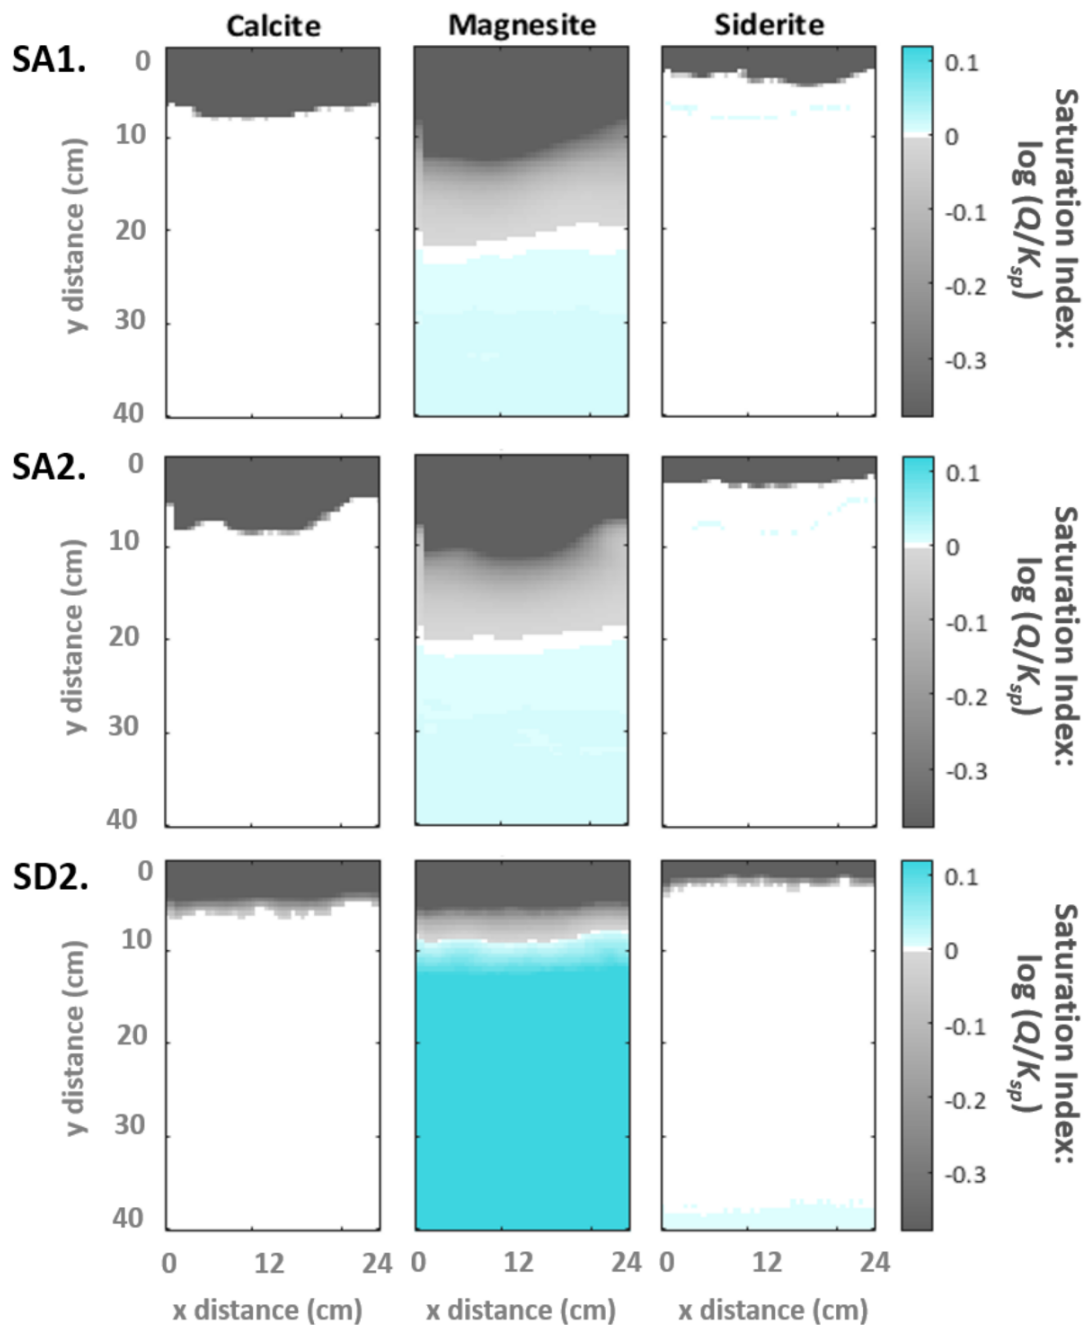 Calcite Magnesite Siderite
SA1.
0
10
20
30
40
y distance (cm)
0.1
0
-0.1
-0.2
-0.3
Saturation Index:
log (Q/Ksp)
SA2.
0
10
20
30
40
y distance (cm)
0.1
0
-0.1
-0.2
-0.3
Saturation Index:
log (Q/Ksp)
SD2.
0
10
20
30
40
y distance (cm)
0.1
0
-0.1
-0.2
-0.3
Saturation Index:
log (Q/Ksp)
0 12 24 0 12 24 0 12 24
x distance (cm) x distance (cm) x distance (cm)